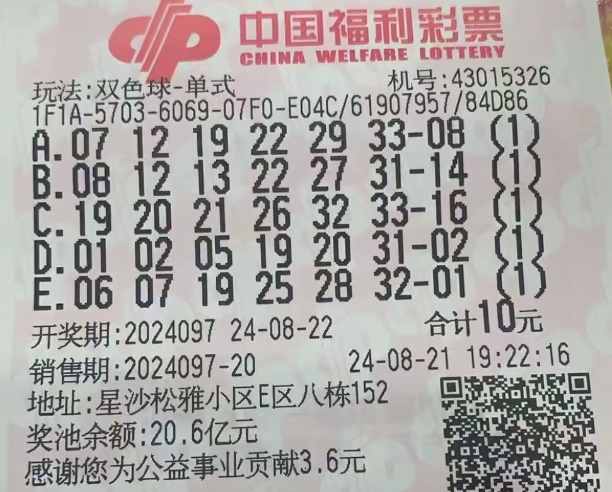 中国福利彩票
CHINA WELFARE LOTTERY
玩法:双色球-单式 机号:43015326
1F1A-5703-6069-07F0-E04C/61907957/84D86
A.07 12 19 22 29 33-08 (1)
B.08 12 13 22 27 31-14 (1)
C.19 20 21 26 32 33-16 (1)
D.01 02 05 19 20 31-02 (1)
E.06 07 19 25 28 32-01 (1)
开奖期:2024097 24-08-22 合计10元
销售期:2024097-20 24-08-21 19:22:16
地址:星沙松雅小区E区八栋152
奖池余额:20.6亿元
感谢您为公益事业贡献3.6元